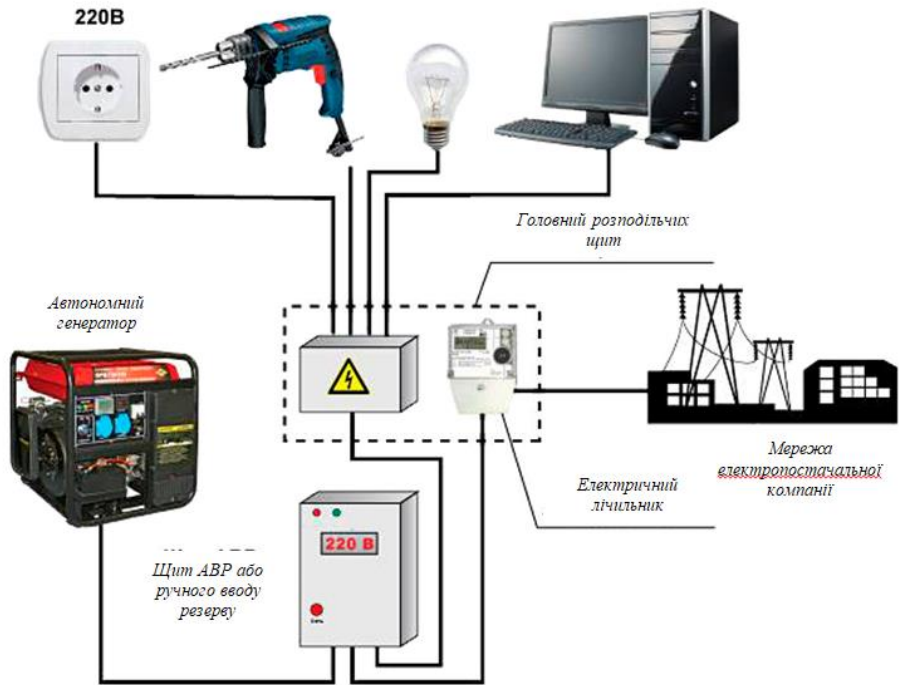 220В
Головний розподільчих
щит
Автономний
генератор
Мережа
електропостачальної
компанії
Електричний
лічильник
220 В
Щит АВР або
ручного вводу
резерву